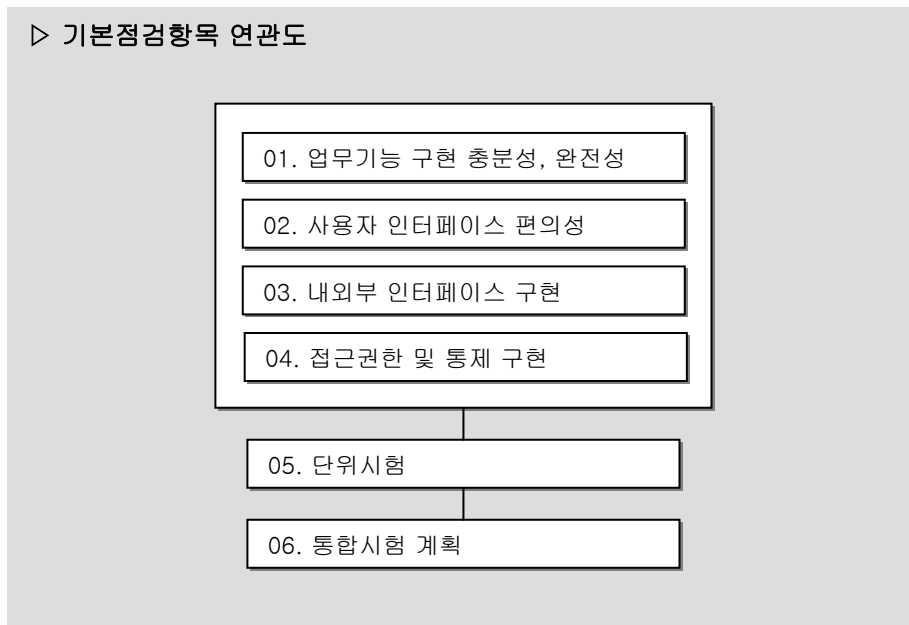 ▷ 기본점검항목 연관도
01. 업무기능 구현 충분성, 완전성
02. 사용자 인터페이스 편의성
03. 내외부 인터페이스 구현
04. 접근권한 및 통제 구현
05. 단위시험
06. 통합시험 계획